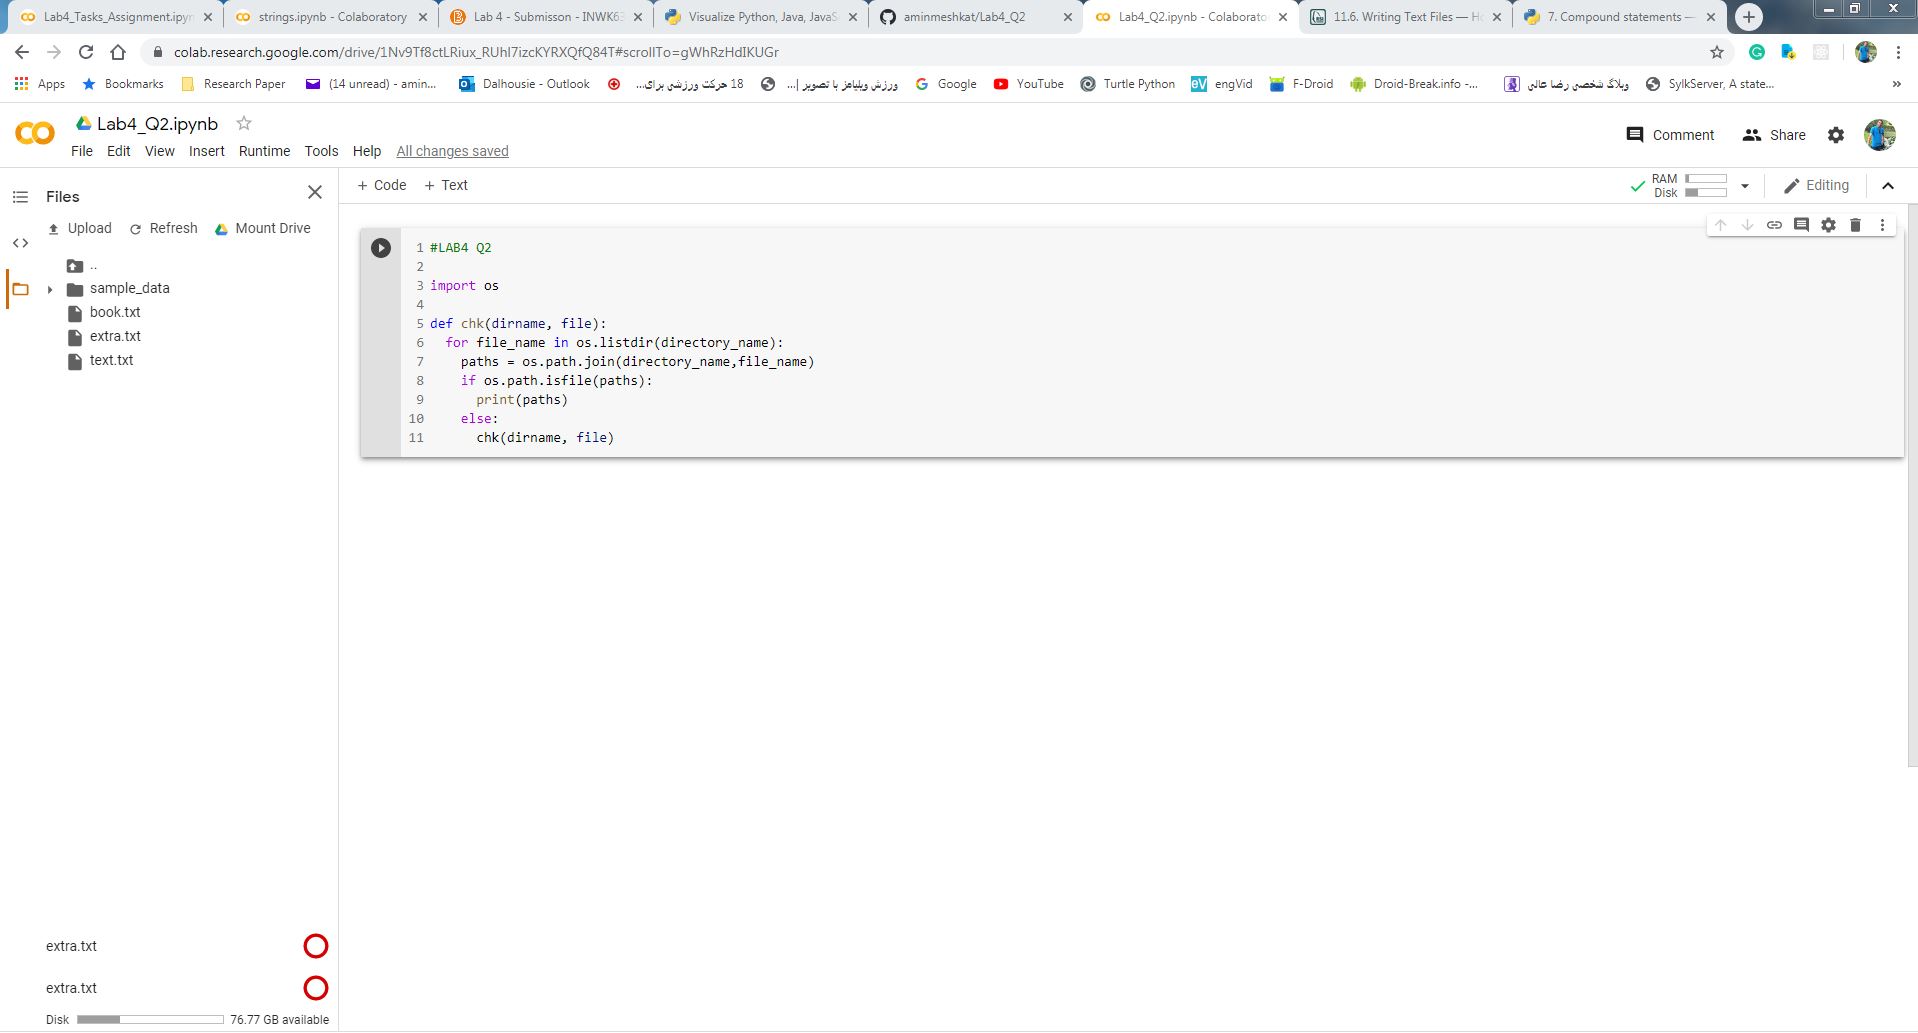 Lab4_Tasks_Assignment.ipyn
strings.ipynb - Colaboratory
Lab 4 - Submisson - INWK63
Visualize Python, Java, JavaS
aminmeshkat/Lab4_Q2
Lab4_Q2.ipynb - Colaborato
11.6. Writing Text Files — Ho
7. Compound statements —
colab.research.google.com/drive/1Nv9Tf8ctLRiux_RUhI7izcKYRXQfQ84T#scrollTo=gWhRzHdIKUGr
Apps
Bookmarks
Research Paper
(14 unread) - amin...
Dalhousie - Outlook
18 حرکت ورزشی برای...
ورزش ویلیامز با تصویر |...
Google
YouTube
Turtle Python
engVid
F-Droid
Droid-Break.info -...
وبلاگ شخصی رضا عالی
SylkServer, A state...
»
CO
Lab4_Q2.ipynb
File Edit View Insert Runtime Tools Help All changes saved
Comment
Share
Files
Upload
Refresh
Mount Drive
..
sample_data
book.txt
extra.txt
text.txt
extra.txt
extra.txt
Disk 76.77 GB available
+ Code + Text
RAM
Disk
Editing
1 #LAB4 Q2
2
3 import os
4
5 def chk(dirname, file):
6 for file_name in os.listdir(directory_name):
7 paths = os.path.join(directory_name,file_name)
8 if os.path.isfile(paths):
9 print(paths)
10 else:
11 chk(dirname, file)